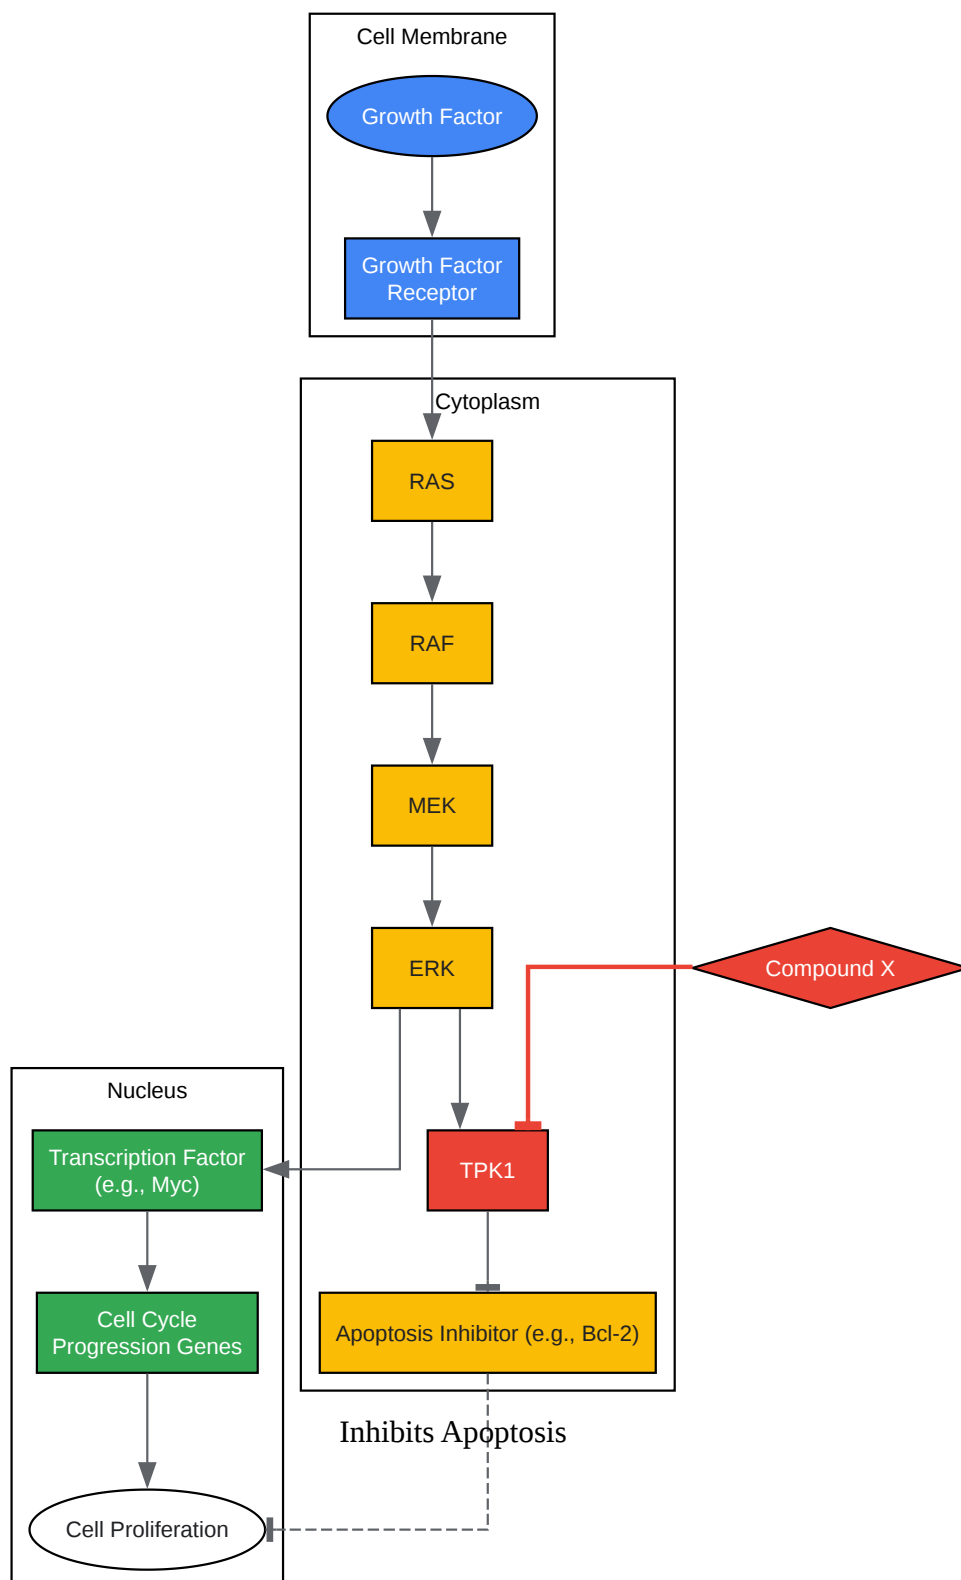 Cell Membrane
Growth Factor
Growth Factor
Receptor
Cytoplasm
RAS
RAF
MEK
ERK
Compound X
Nucleus
Transcription Factor
(e.g., Myc)
TPK1
Cell Cycle
Progression Genes
Apoptosis Inhibitor (e.g., Bcl-2)
Inhibits Apoptosis
Cell Proliferation